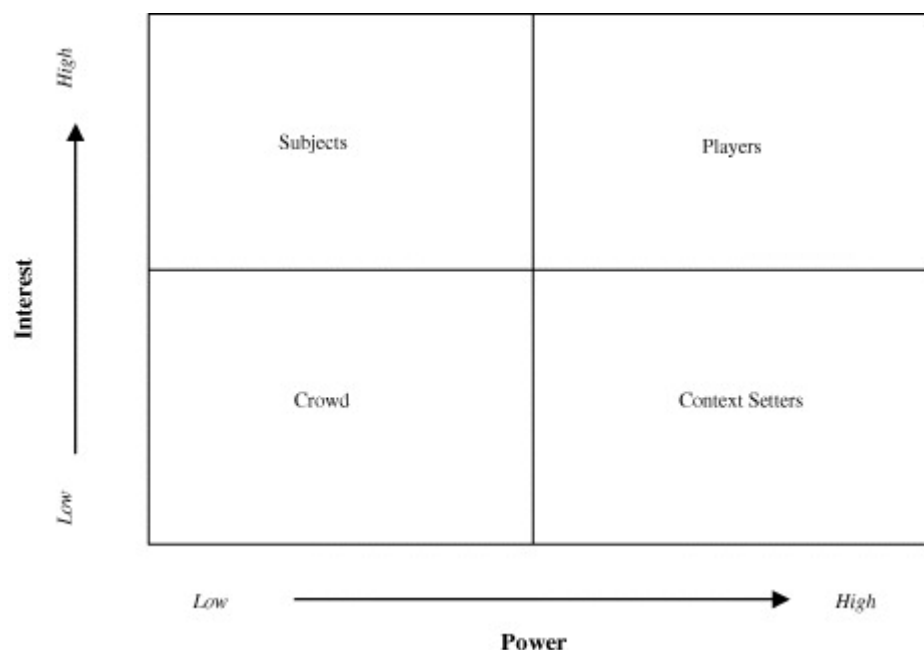 High
Subjects
Players
Interest
Crowd
Context Setters
Low
Low
High
Power